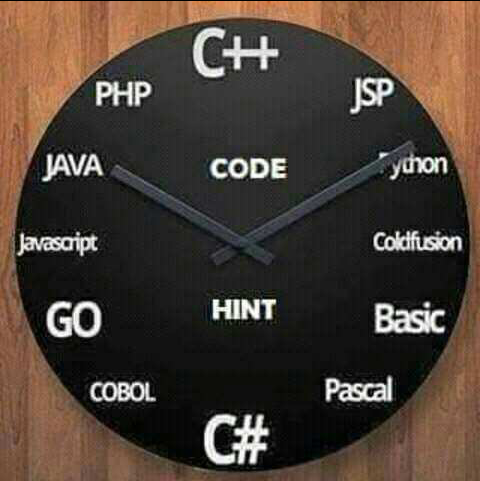 C++
PHP
JSP
JAVA
CODE
Python
Javascript
Coldfusion
GO
HINT
Basic
COBOL
Pascal
C#